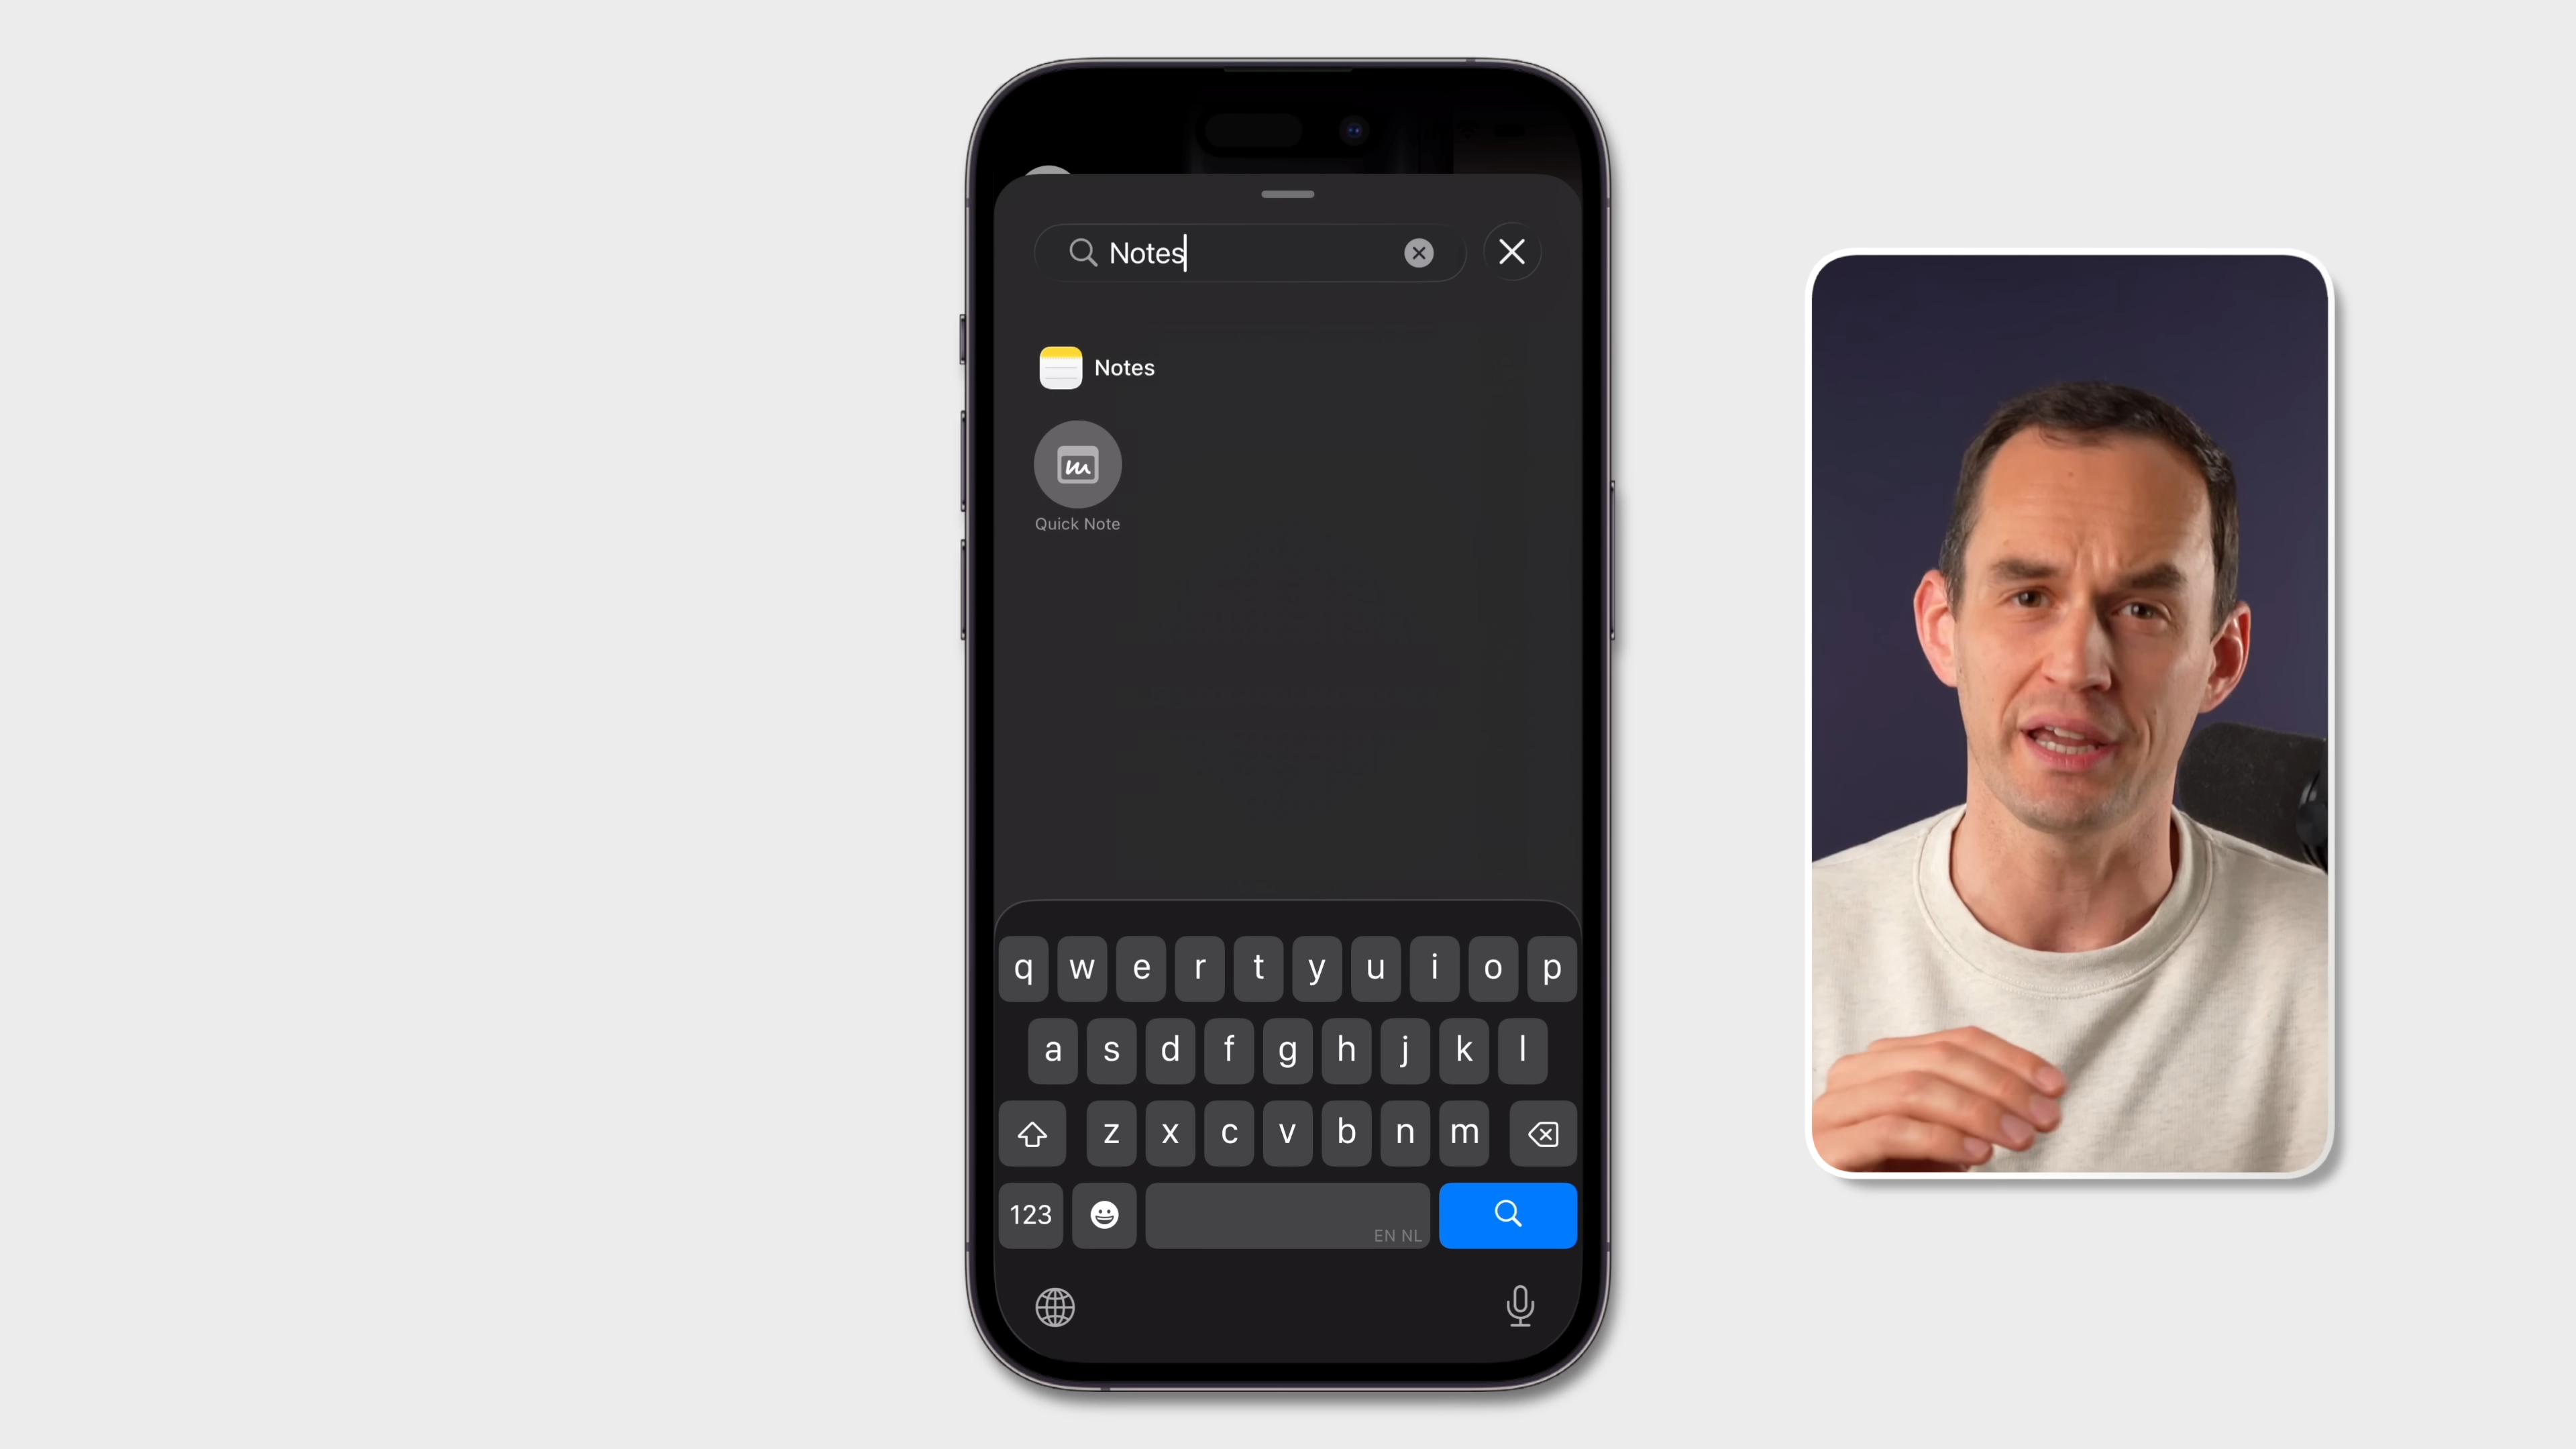 Notes
Notes
Quick Note
q w e r t y u i o p
a s d f g h j k l
z x c v b n m
123
EN NL